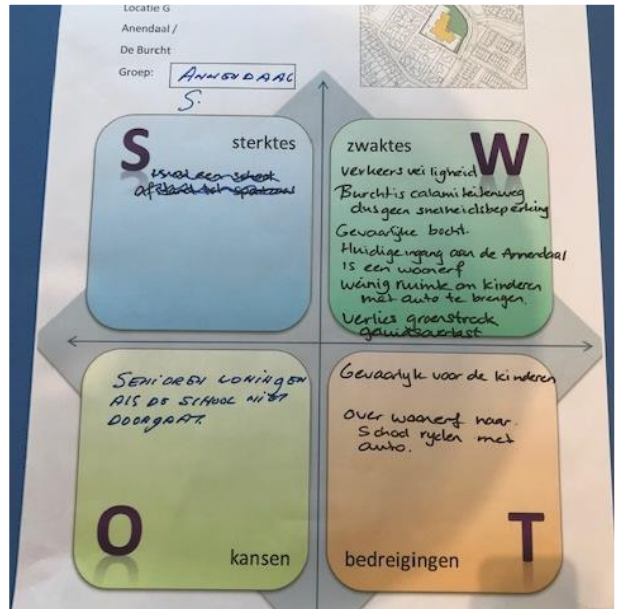 Locatie G
Anendaal /
De Burcht
Groep: ANNENDAAL
S.
S sterktes
zwaktes W
verkeersveiligheid
Burcht is calamiteitenweg
dus geen snelheidsbeperking
Gevaarlijke bocht.
Huidige ingang aan de Annendaal
is een woonerf
weinig ruimte om kinderen
met auto te brengen.
verlies groenstrook
geluidsoverlast
SENIOREN WONINGEN
ALS DE SCHOOL NIET
DOORGAAT.
O kansen
Gevaarlijk voor de kinderen
over woonerf naar
School rijden met
auto.
bedreigingen T